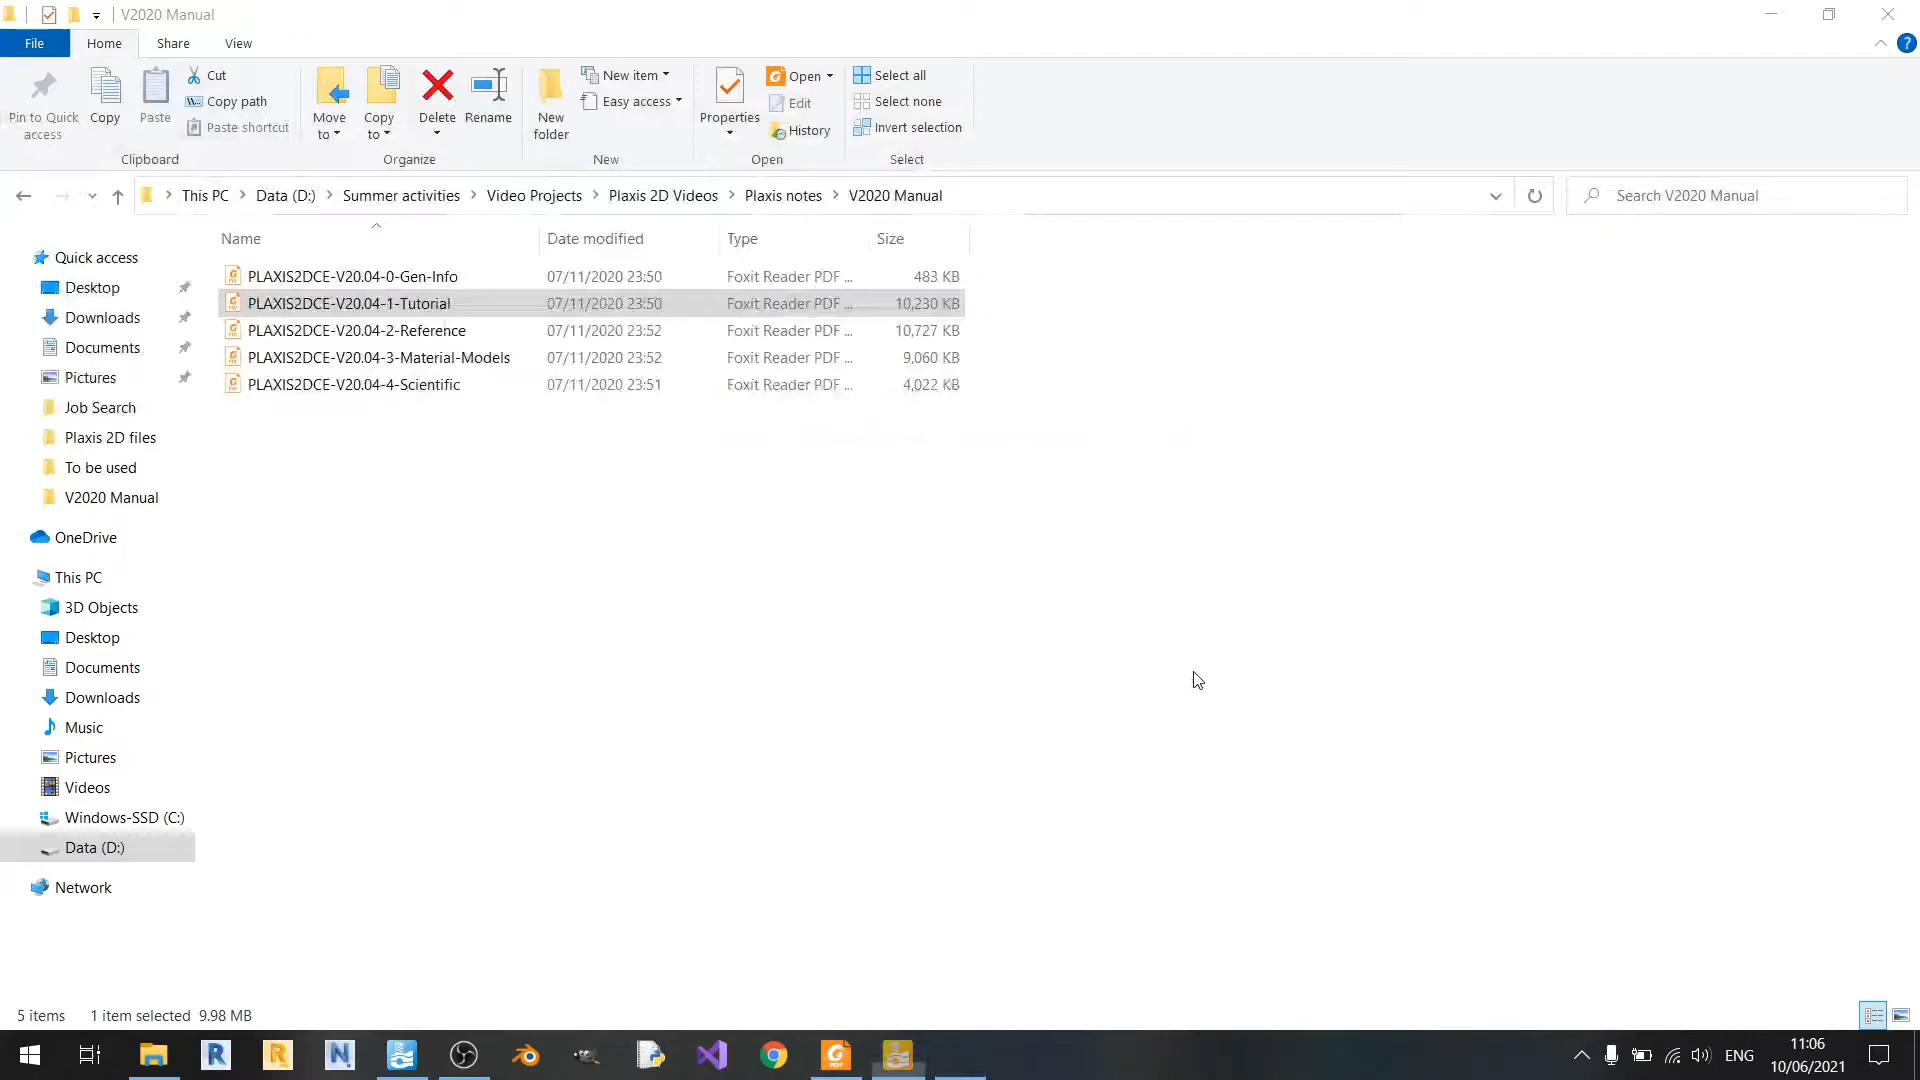 V2020 Manual
File Home Share View
Pin to Quick access
Copy
Paste
Cut
Copy path
Paste shortcut
Clipboard
Move to
Copy to
Delete
Rename
Organize
New folder
New item
Easy access
New
Properties
Open
Edit
History
Open
Select all
Select none
Invert selection
Select
This PC Data (D:) Summer activities Video Projects Plaxis 2D Videos Plaxis notes V2020 Manual
Search V2020 Manual
Name Date modified Type Size
PLAXIS2DCE-V20.04-0-Gen-Info 07/11/2020 23:50 Foxit Reader PDF ... 483 KB
PLAXIS2DCE-V20.04-1-Tutorial 07/11/2020 23:50 Foxit Reader PDF ... 10,230 KB
PLAXIS2DCE-V20.04-2-Reference 07/11/2020 23:52 Foxit Reader PDF ... 10,727 KB
PLAXIS2DCE-V20.04-3-Material-Models 07/11/2020 23:52 Foxit Reader PDF ... 9,060 KB
PLAXIS2DCE-V20.04-4-Scientific 07/11/2020 23:51 Foxit Reader PDF ... 4,022 KB
Quick access
Desktop
Downloads
Documents
Pictures
Job Search
Plaxis 2D files
To be used
V2020 Manual
OneDrive
This PC
3D Objects
Desktop
Documents
Downloads
Music
Pictures
Videos
Windows-SSD (C:)
Data (D:)
Network
5 items 1 item selected 9.98 MB
ENG
11:06
10/06/2021